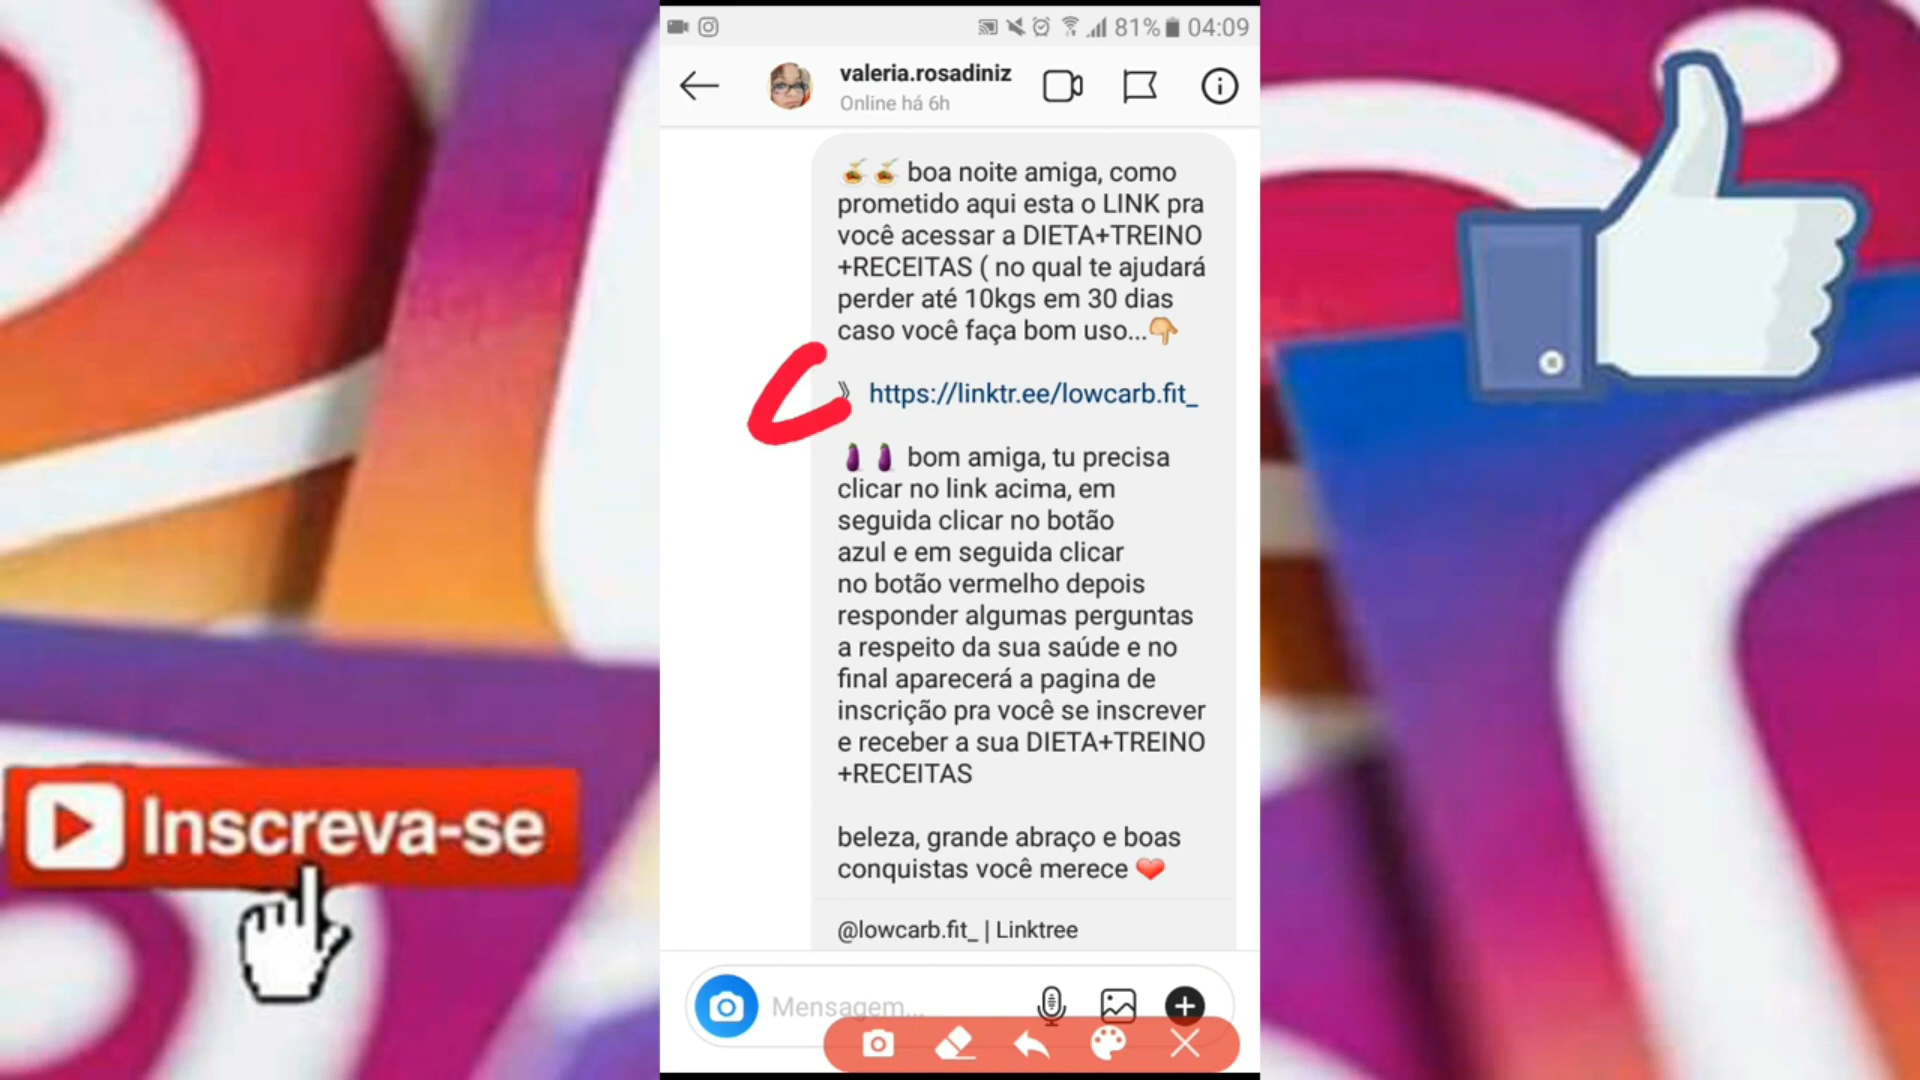 81% 04:09
valeria.rosadiniz
Online há 6h
boa noite amiga, como
prometido aqui esta o LINK pra
você acessar a DIETA+TREINO
+RECEITAS ( no qual te ajudará
perder até 10kgs em 30 dias
caso você faça bom uso...
》 https://linktr.ee/lowcarb.fit_
bom amiga, tu precisa
clicar no link acima, em
seguida clicar no botão
azul e em seguida clicar
no botão vermelho depois
responder algumas perguntas
a respeito da sua saúde e no
final aparecerá a pagina de
inscrição pra você se inscrever
e receber a sua DIETA+TREINO
+RECEITAS
beleza, grande abraço e boas
conquistas você merece
@lowcarb.fit_ | Linktree
Mensagem...
Inscreva-se